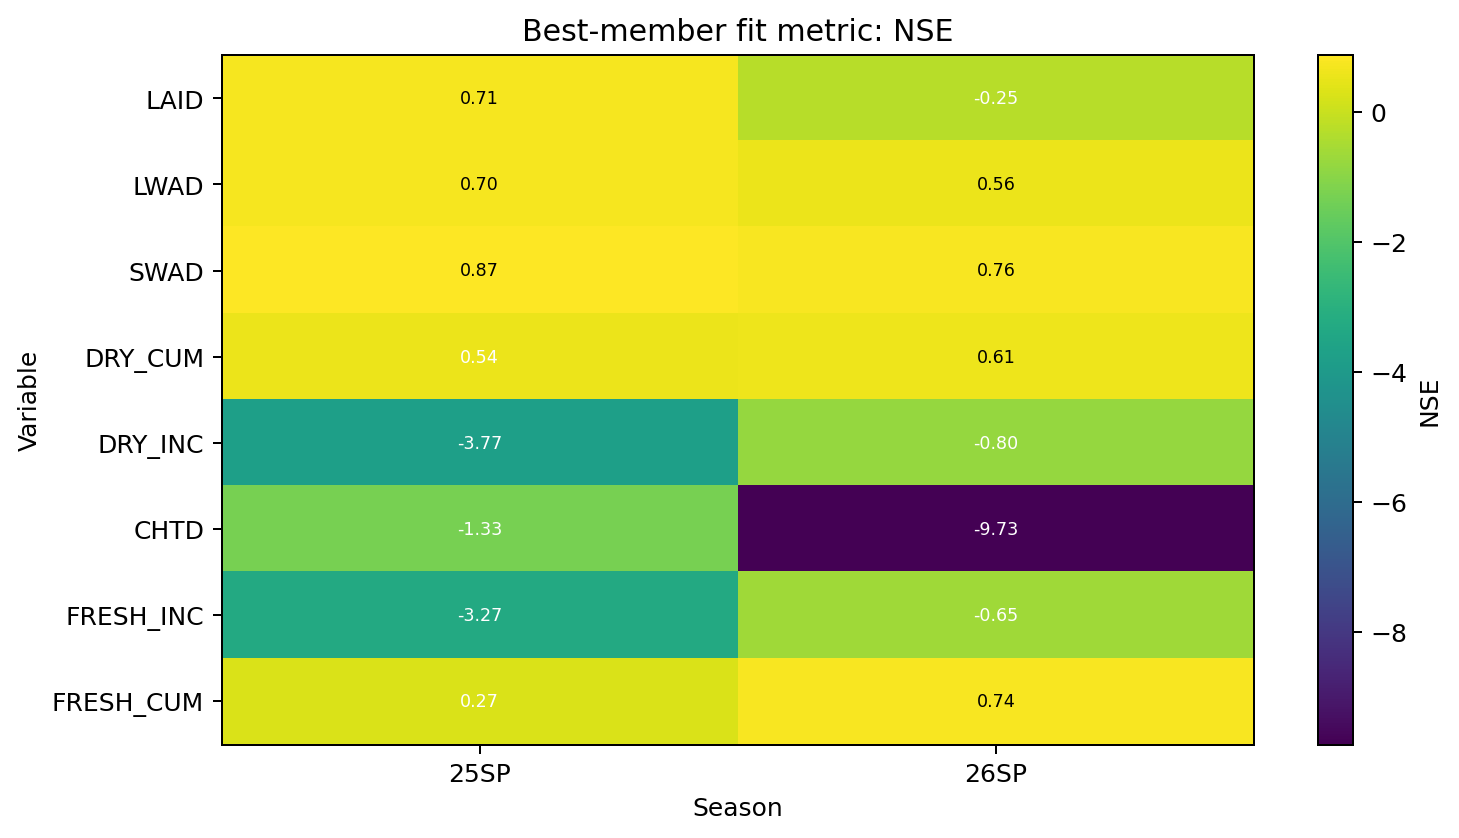 Best-member fit metric: NSE
LAID 0.71 -0.25
LWAD 0.70 0.56
SWAD 0.87 0.76
DRY_CUM 0.54 0.61
DRY_INC -3.77 -0.80
CHTD -1.33 -9.73
FRESH_INC -3.27 -0.65
FRESH_CUM 0.27 0.74
25SP 26SP
Season
Variable
0
−2
−4
−6
−8
NSE